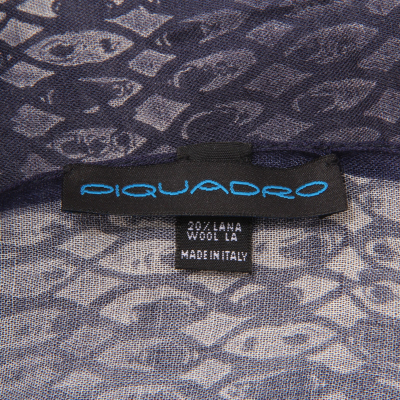 PIQUADRO
20% LANA
WOOL LA
MADE IN ITALY